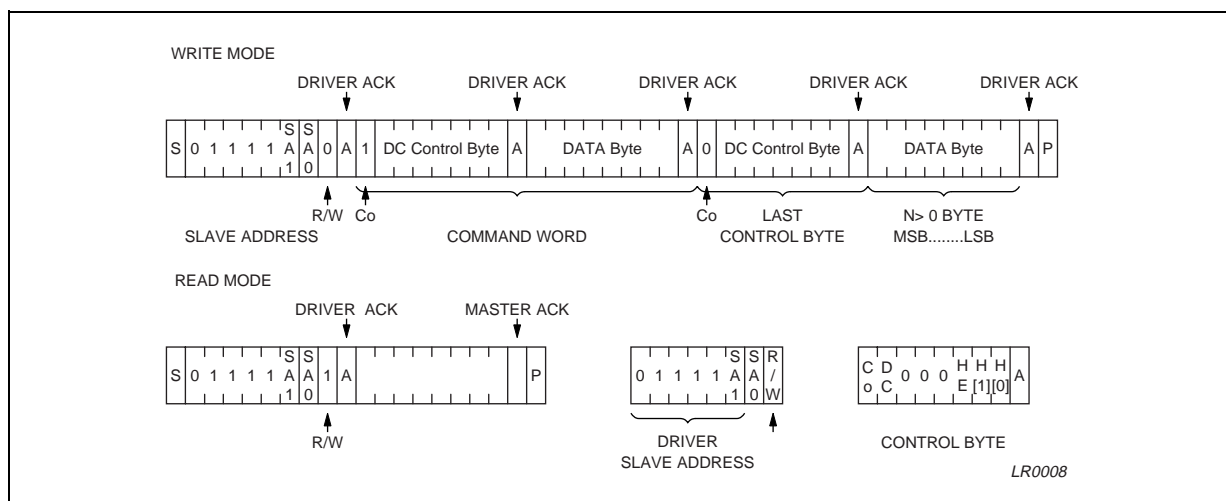 WRITE MODE
DRIVER ACK DRIVER ACK DRIVER ACK DRIVER ACK DRIVER ACK
S 0 1 1 1 1 SA1 SA0 0 A 1 DC Control Byte A DATA Byte A 0 DC Control Byte A DATA Byte A P
R/W Co Co LAST N> 0 BYTE
SLAVE ADDRESS COMMAND WORD CONTROL BYTE MSB........LSB
READ MODE
DRIVER ACK MASTER ACK
S 0 1 1 1 1 SA1 SA0 1 A P 0 1 1 1 1 SA1 SA0 R/W Co DC 0 0 0 HE H[1] H[0] A
R/W DRIVER CONTROL BYTE
SLAVE ADDRESS
LR0008